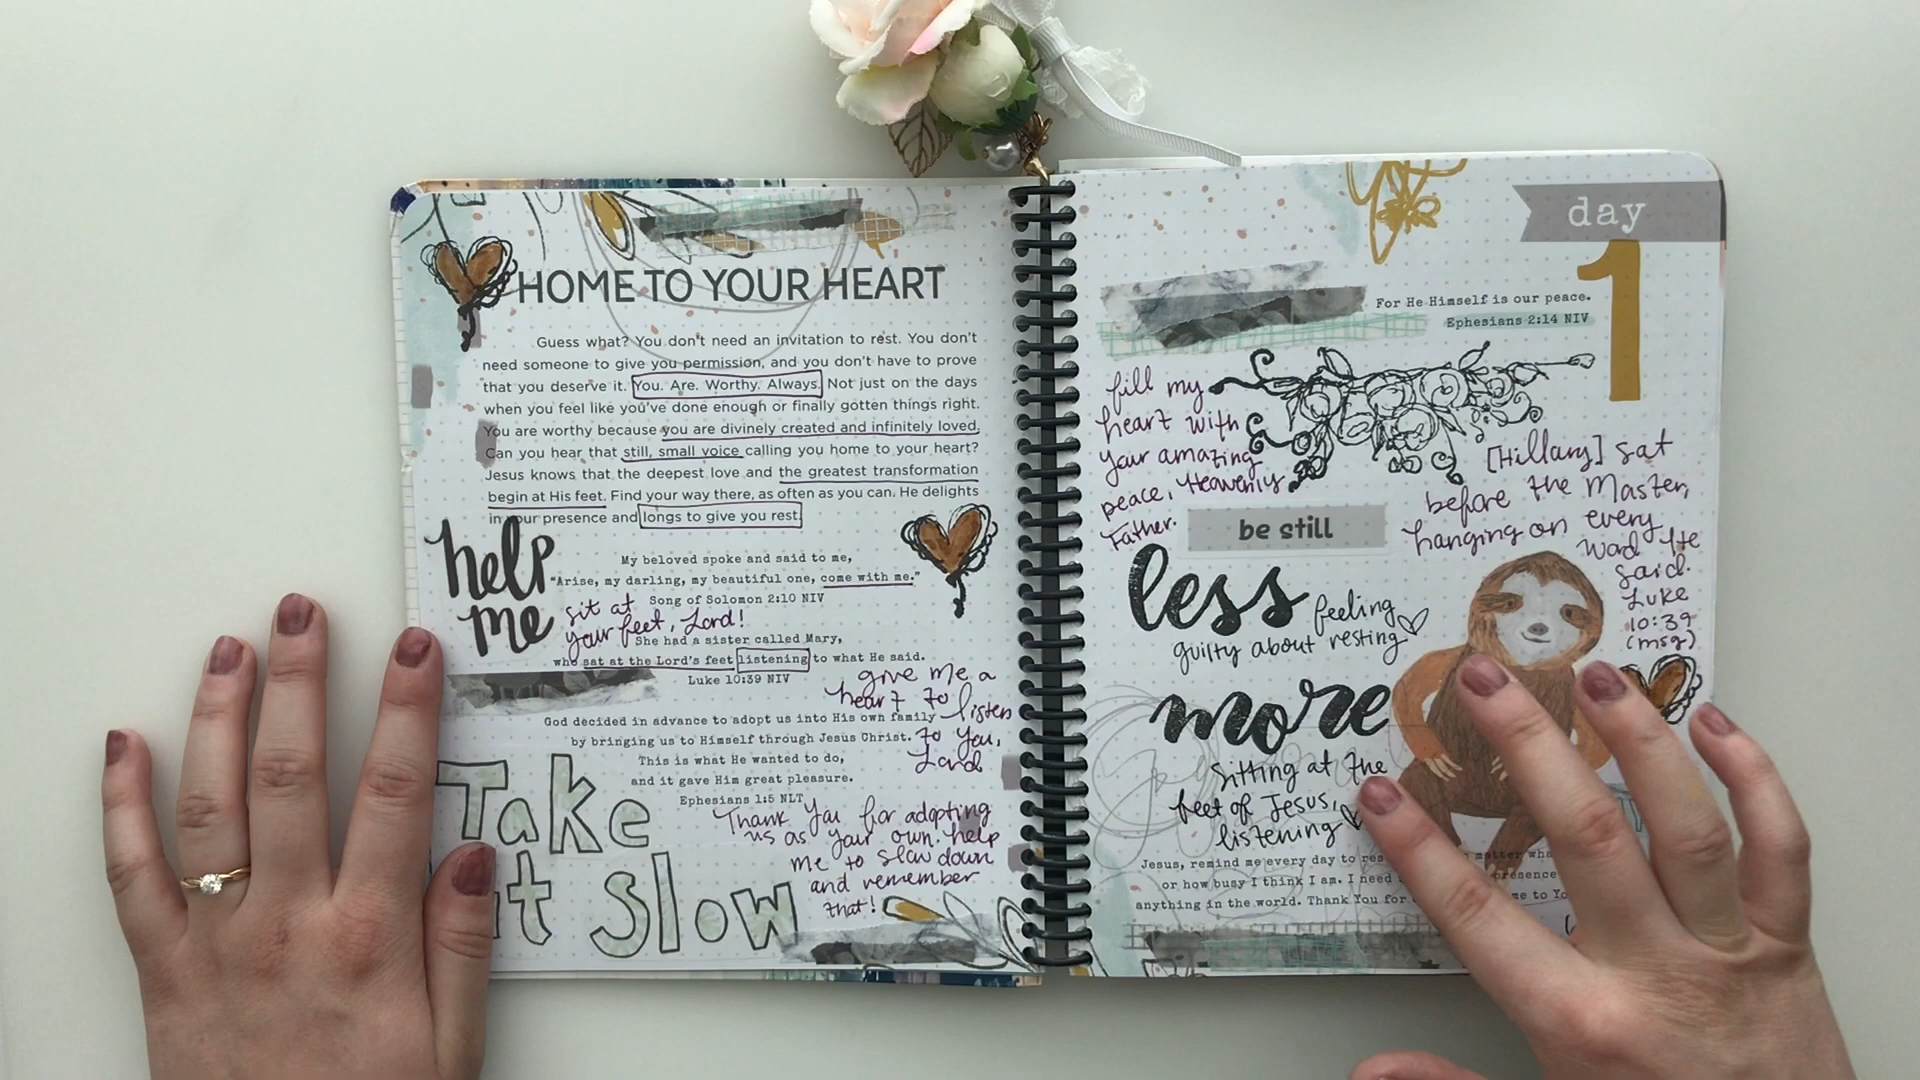 HOME TO YOUR HEART
Guess what? You don't need an invitation to rest. You don't
need someone to give you permission, and you don't have to prove
that you deserve it. You. Are. Worthy. Always. Not just on the days
when you feel like you've done enough or finally gotten things right.
You are worthy because you are divinely created and infinitely loved.
Can you hear that still, small voice calling you home to your heart?
Jesus knows that the deepest love and the greatest transformation
begin at His feet. Find your way there, as often as you can. He delights
in your presence and longs to give you rest.
help
me
sit at
your feet, Lord!
My beloved spoke and said to me,
"Arise, my darling, my beautiful one, come with me."
Song of Solomon 2:10 NIV
She had a sister called Mary,
who sat at the Lord's feet listening to what He said.
Luke 10:39 NIV
give me a
heart to listen
to you,
Lord
God decided in advance to adopt us into His own family
by bringing us to Himself through Jesus Christ.
This is what He wanted to do,
and it gave Him great pleasure.
Ephesians 1:5 NLT
Thank You for adopting
us as your own. help
me to slow down
and remember
that!
Take
it Slow
day
1
For He Himself is our peace.
Ephesians 2:14 NIV
fill my
heart with
your amazing
peace, Heavenly
Father.
[Hillary] sat
before the Master,
hanging on every
word He
said.
Luke
10:39
(msg)
be still
less
feeling
guilty about resting
more
sitting at the
feet of Jesus,
listening
Jesus, remind me every day to res
matter wha
or how busy I think I am. I need
presence
anything in the world. Thank You for
me to Yo